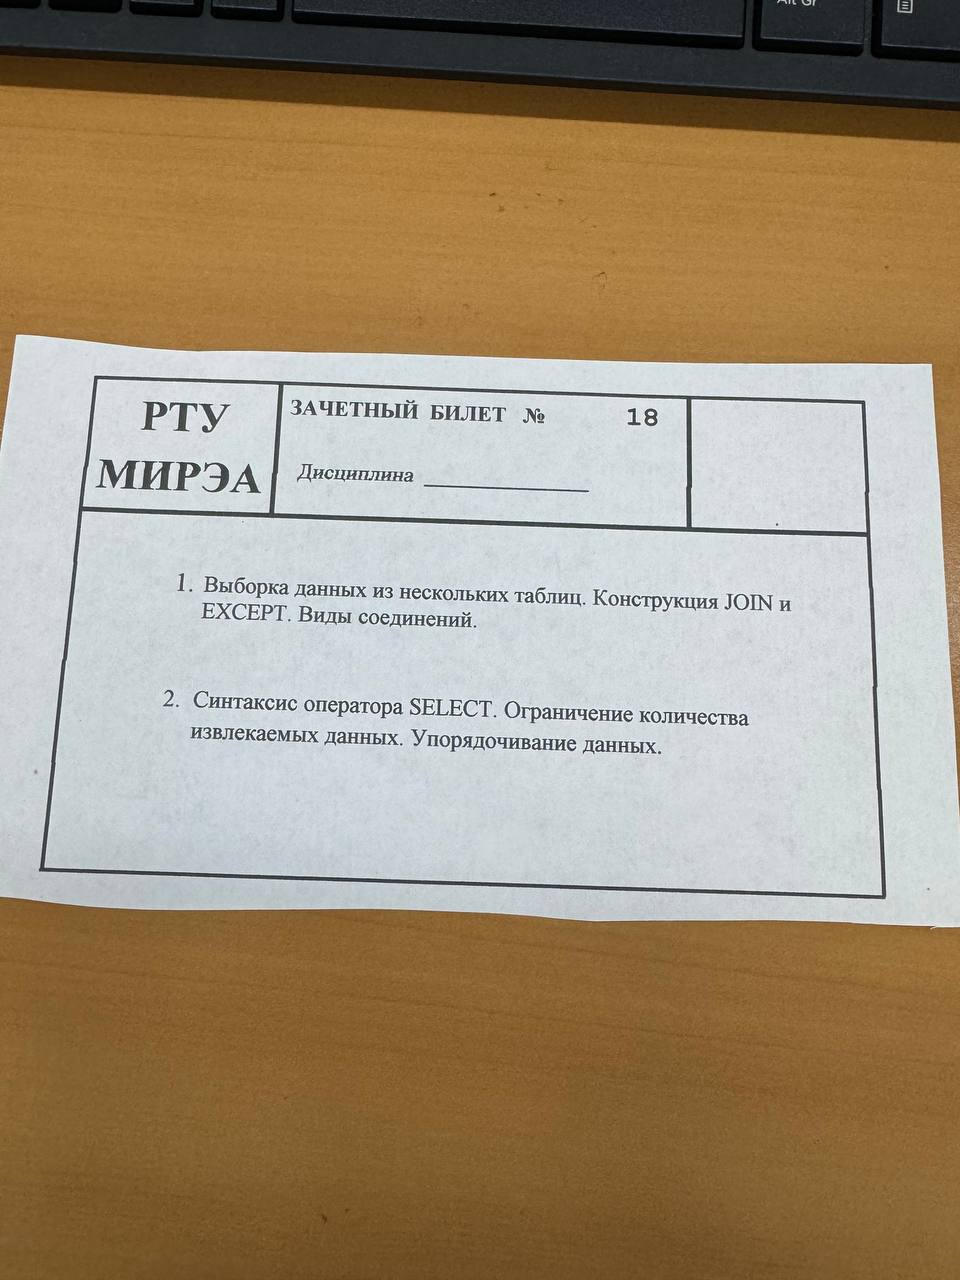 Alt Gr
РТУ
МИРЭА
ЗАЧЕТНЫЙ БИЛЕТ № 18
Дисциплина ____________
1. Выборка данных из нескольких таблиц. Конструкция JOIN и
EXCEPT. Виды соединений.
2. Синтаксис оператора SELECT. Ограничение количества
извлекаемых данных. Упорядочивание данных.